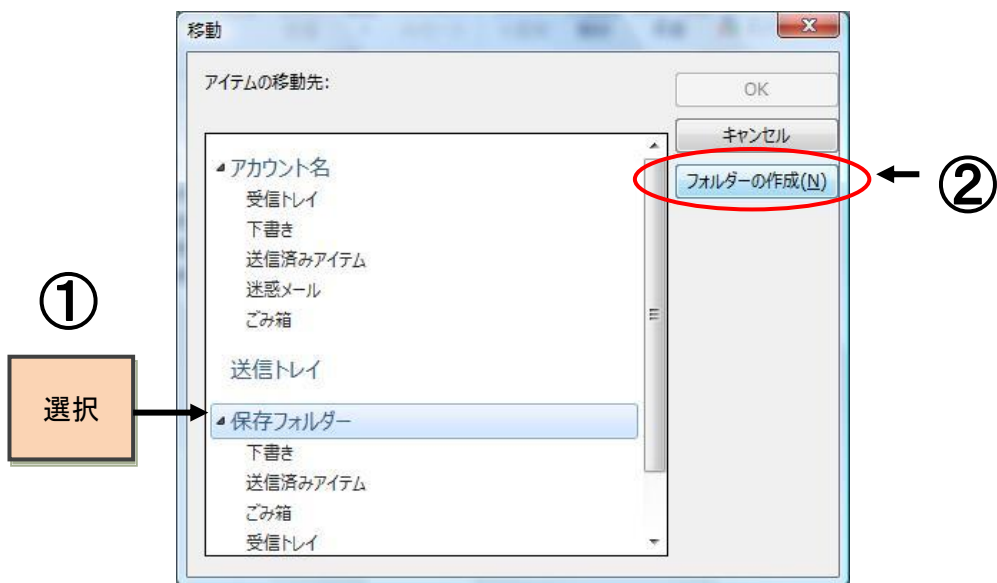 移動
アイテムの移動先:
OK
キャンセル
フォルダーの作成(N)
②
アカウント名
受信トレイ
下書き
送信済みアイテム
迷惑メール
ごみ箱
送信トレイ
①
選択
保存フォルダー
下書き
送信済みアイテム
ごみ箱
受信トレイ